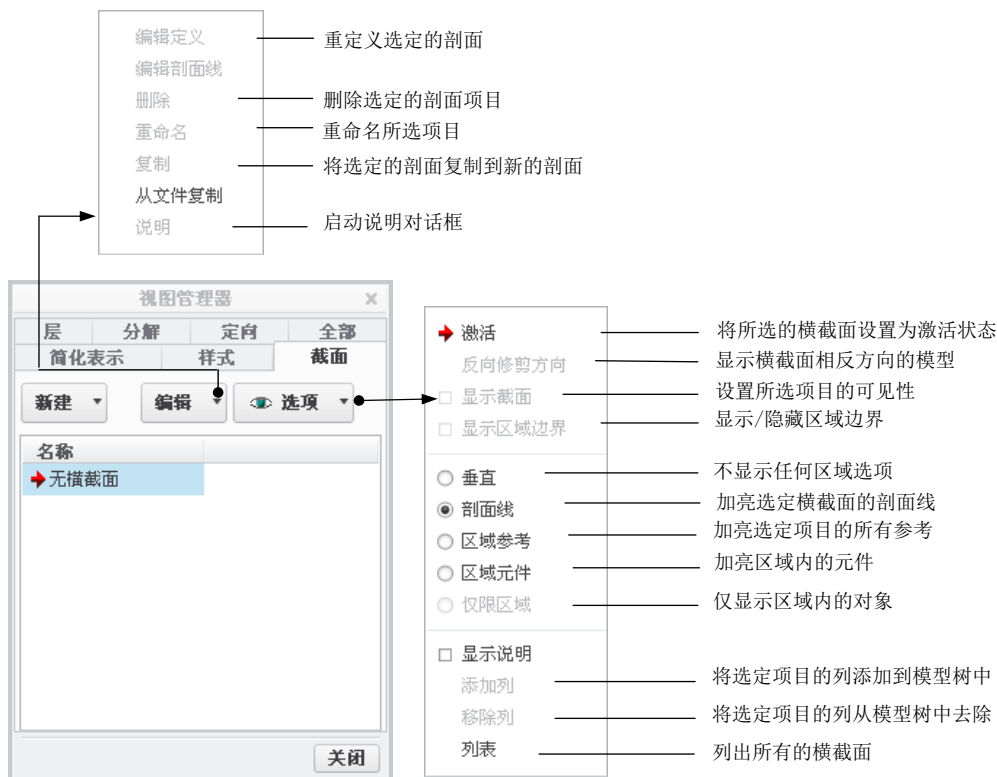 编辑定义
重定义选定的剖面
编辑剖面线
删除
删除选定的剖面项目
重命名
重命名所选项目
复制
将选定的剖面复制到新的剖面
从文件复制
说明
启动说明对话框
视图管理器
层 分解 定向 全部
简化表示 样式 截面
新建 编辑 选项
名称
无横截面
关闭
激活
将所选的横截面设置为激活状态
反向修剪方向
显示横截面相反方向的模型
显示截面
设置所选项目的可见性
显示区域边界
显示/隐藏区域边界
垂直
不显示任何区域选项
剖面线
加亮选定横截面的剖面线
区域参考
加亮选定项目的所有参考
区域元件
加亮区域内的元件
仅限区域
仅显示区域内的对象
显示说明
添加列
将选定项目的列添加到模型树中
移除列
将选定项目的列从模型树中去除
列表
列出所有的横截面